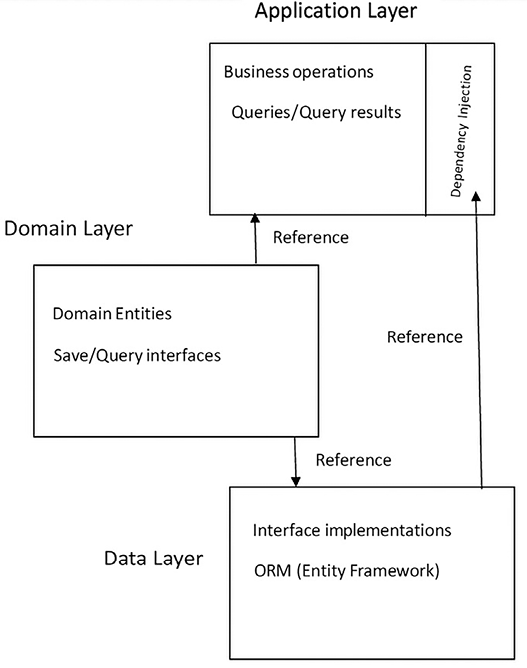 Application Layer
Business operations
Queries/Query results
Dependency Injection
Domain Layer
Reference
Domain Entities
Save/Query interfaces
Reference
Reference
Data Layer
Interface implementations
ORM (Entity Framework)